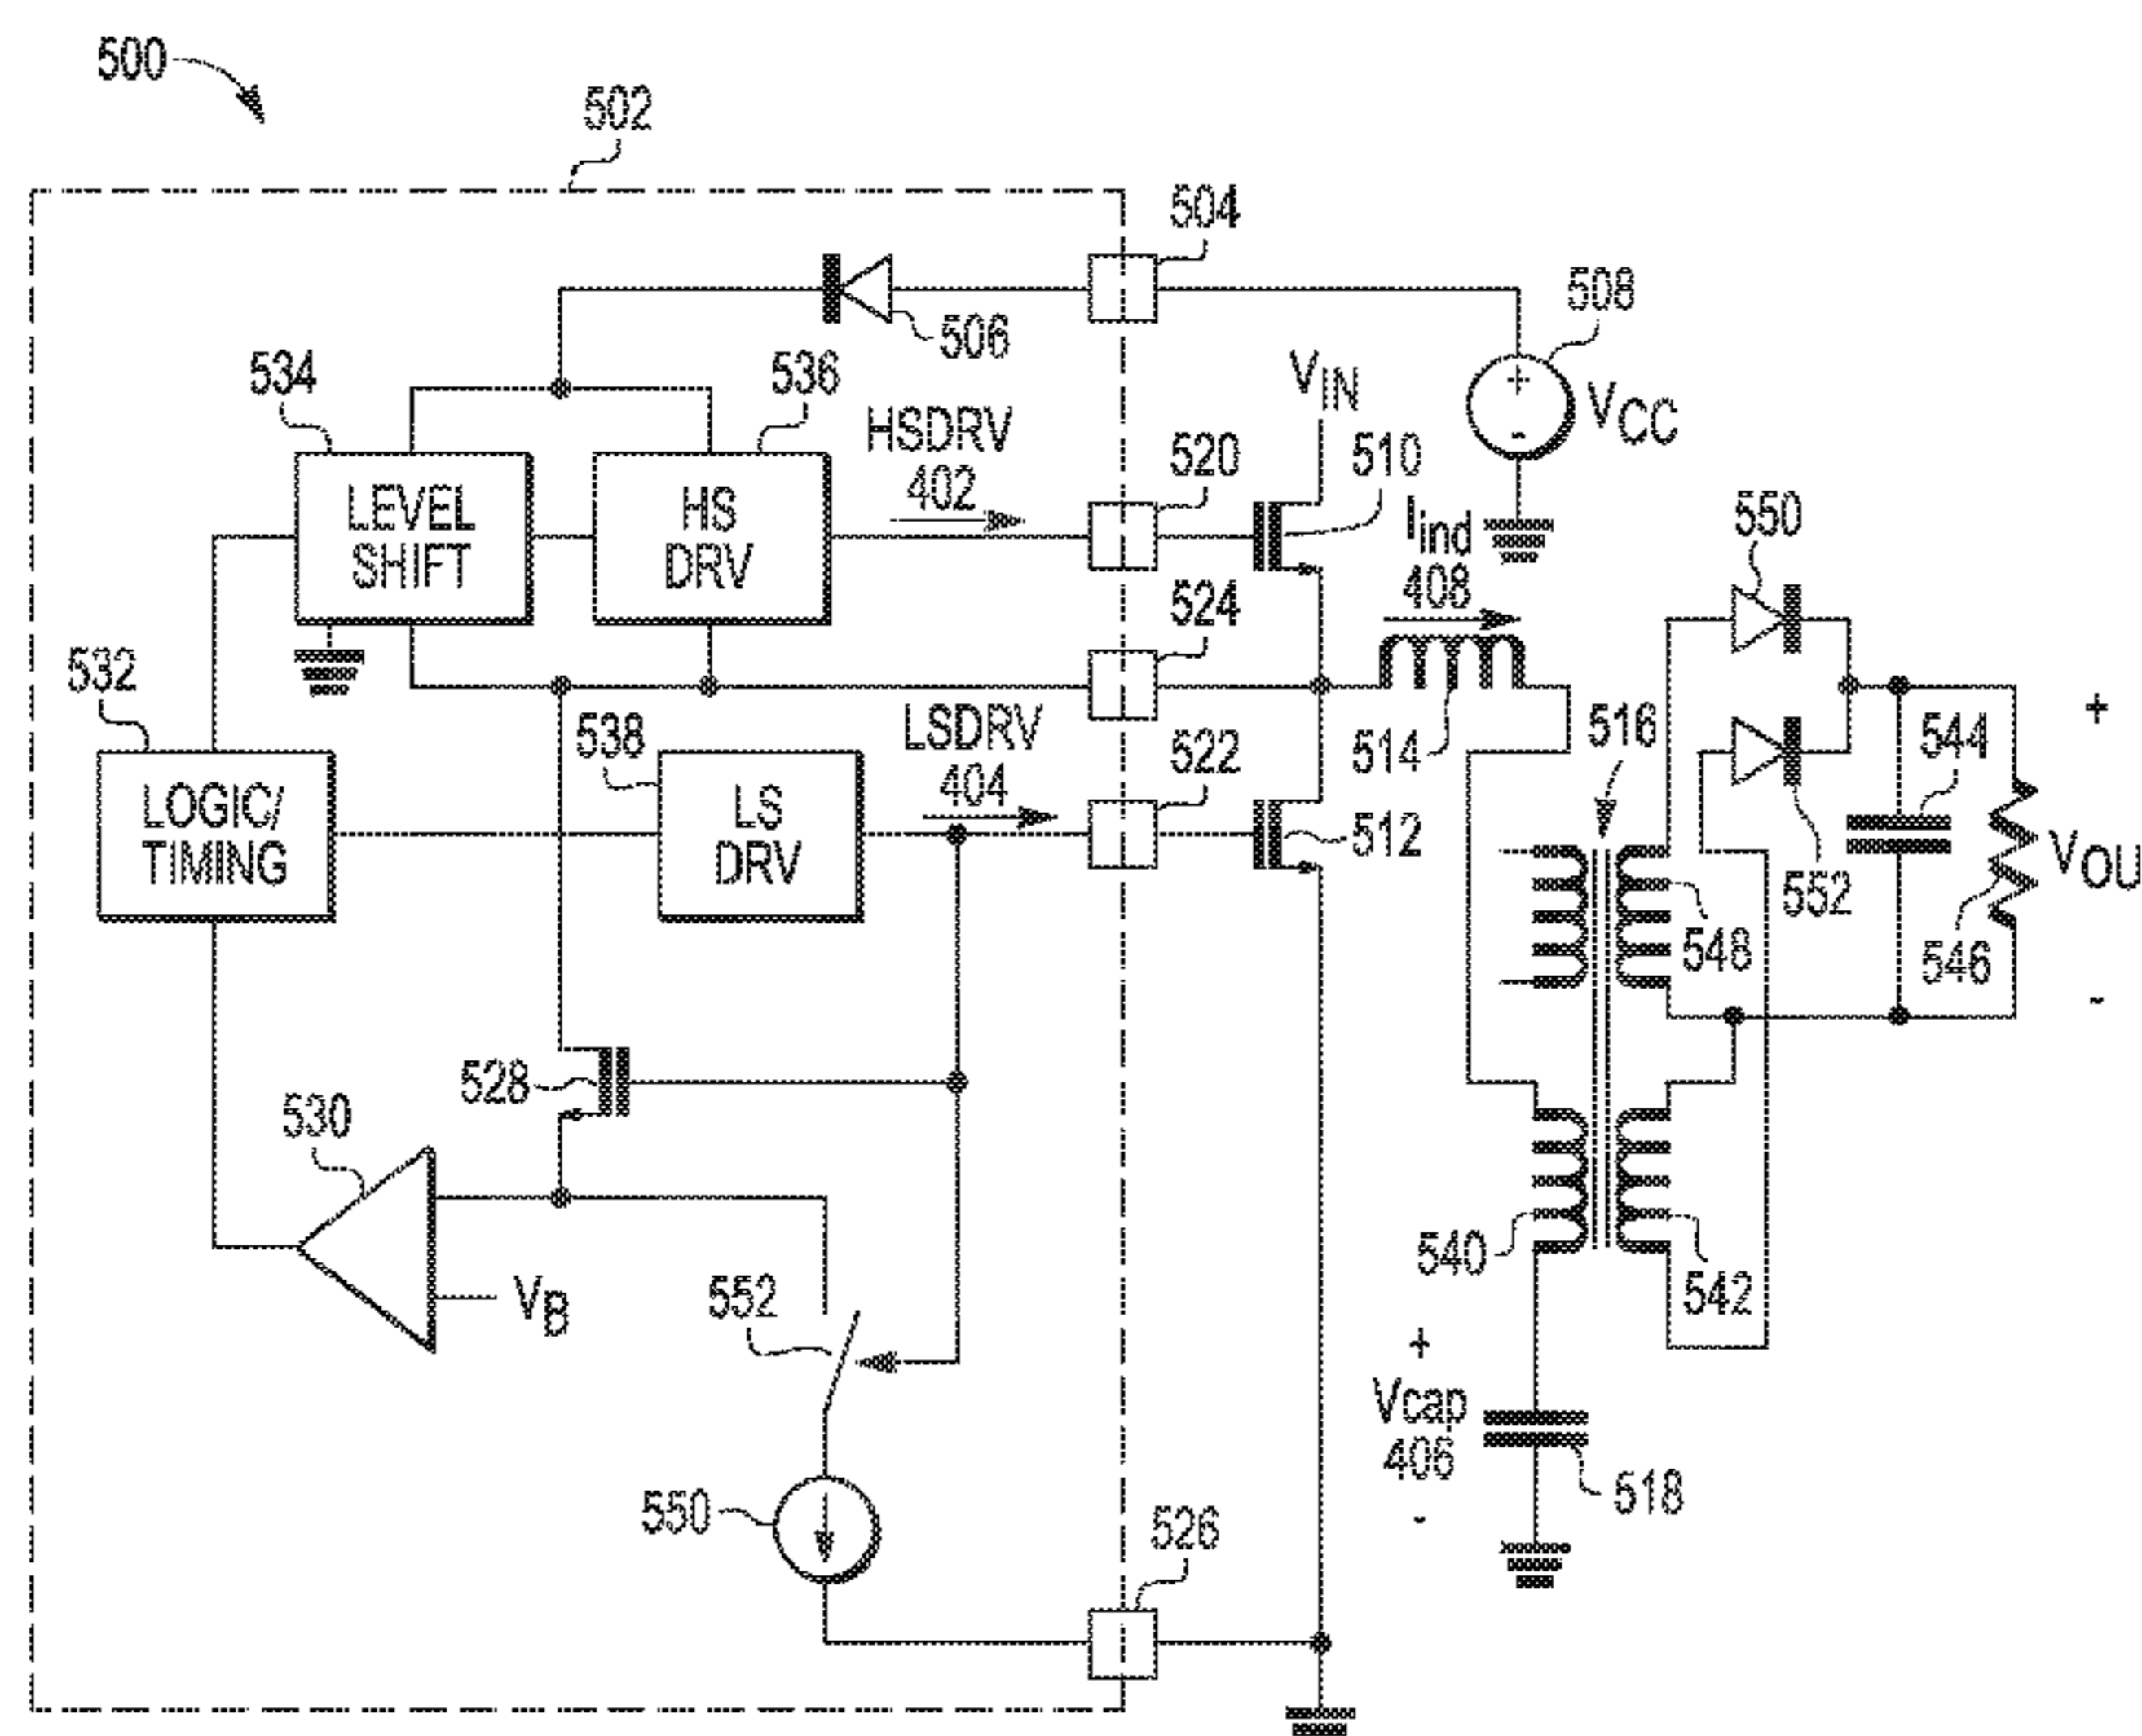 500
502
504
508
506
534
536
VIN
VCC
HSDRV
402
520
510
Iind
408
550
LEVEL
SHIFT
HS
DRV
524
532
538
LSDRV
404
522
514
516
544
+
LOGIC/
TIMING
LS
DRV
512
552
VOU
548
546
-
528
530
VB
552
540
542
+
Vcap
406
-
518
550
526
+
-